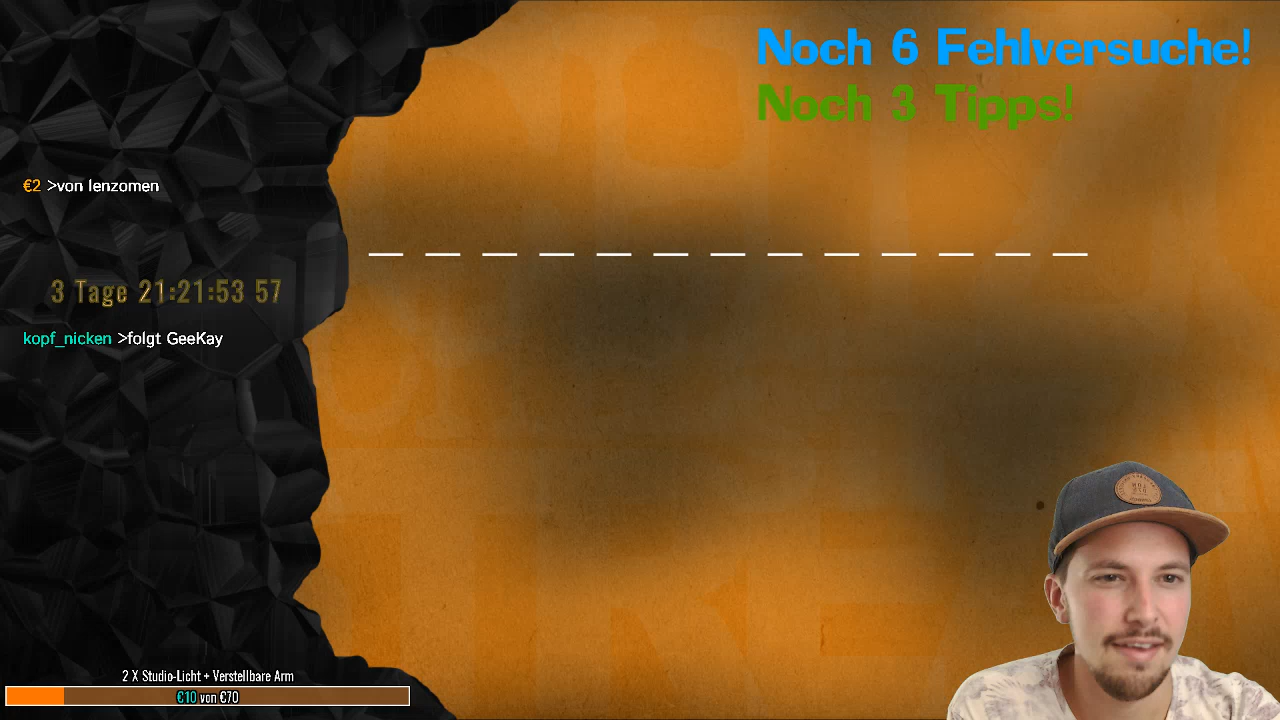 Noch 6 Fehlversuche!
Noch 3 Tipps!
€2 >von lenzomen
3 Tage 21:21:53 57
kopf_nicken >folgt GeeKay
2 X Studio-Licht + Verstellbare Arm
€10 von €70